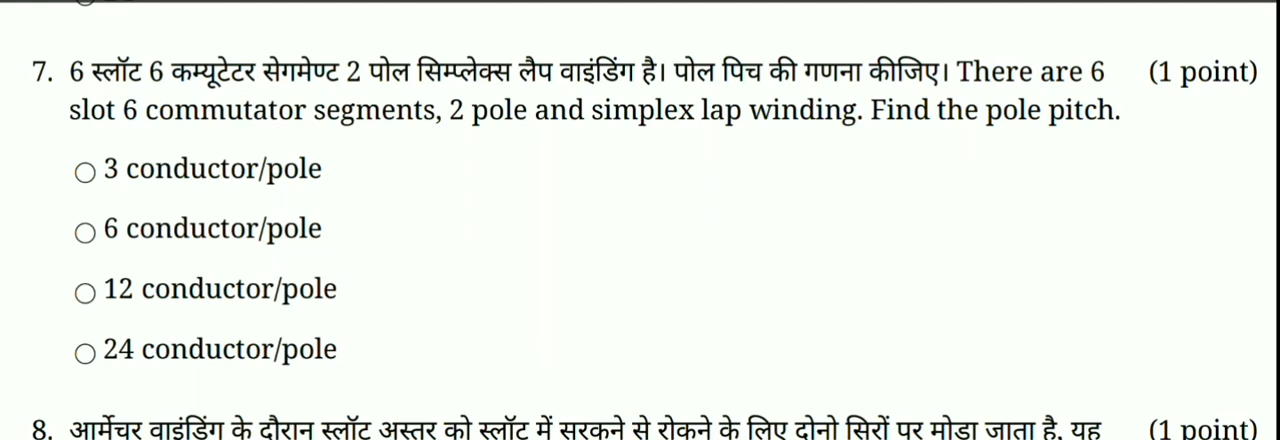 7. 6 स्लॉट 6 कम्यूटेटर सेगमेण्ट 2 पोल सिम्प्लेक्स लैप वाइंडिंग है। पोल पिच की गणना कीजिए। There are 6 (1 point)
slot 6 commutator segments, 2 pole and simplex lap winding. Find the pole pitch.
3 conductor/pole
6 conductor/pole
12 conductor/pole
24 conductor/pole
8. आर्मेचर वाइंडिंग के दौरान स्लॉट अस्तर को स्लॉट में सरकने से रोकने के लिए दोनो सिरों पर मोडा जाता है, यह (1 point)